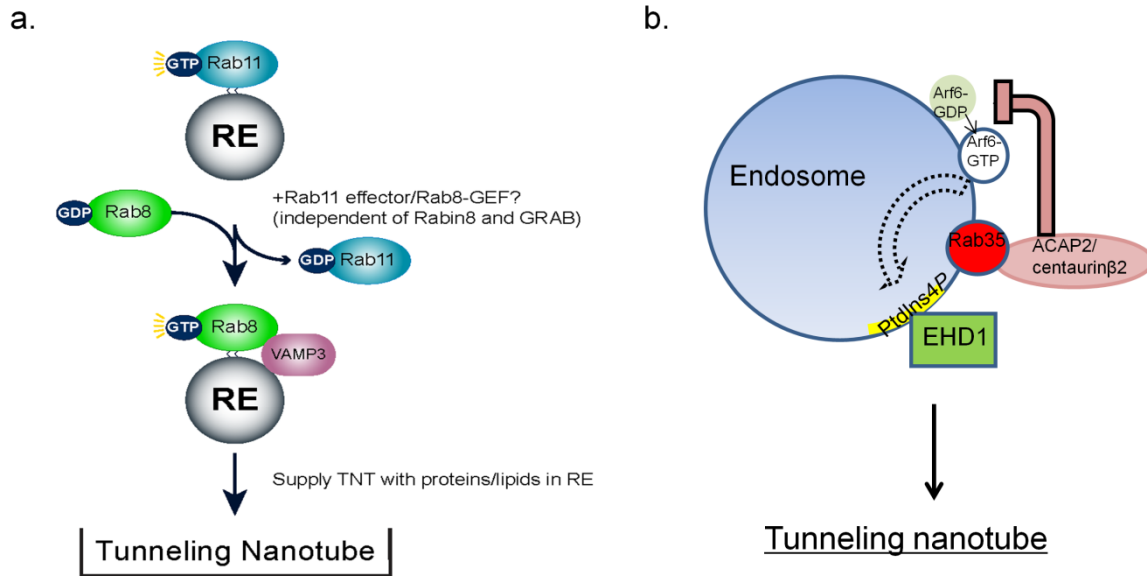 a.
GTP Rab11
RE
+Rab11 effector/Rab8-GEF?
(independent of Rabin8 and GRAB)
GDP Rab8
GDP Rab11
GTP Rab8
VAMP3
RE
Supply TNT with proteins/lipids in RE
Tunneling Nanotube
b.
Arf6-
GDP
Arf6-
GTP
Endosome
Rab35
ACAP2/
centaurinβ2
PtdIns4P
EHD1
Tunneling nanotube